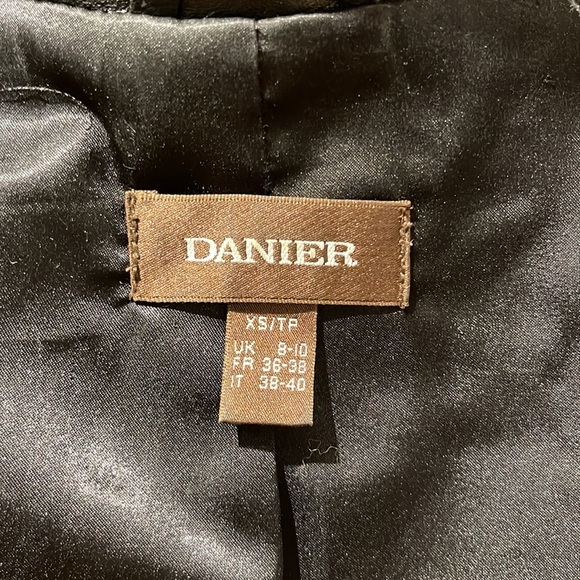 DANIER
XS/TP
UK 8-10
FR 36-38
IT 38-40